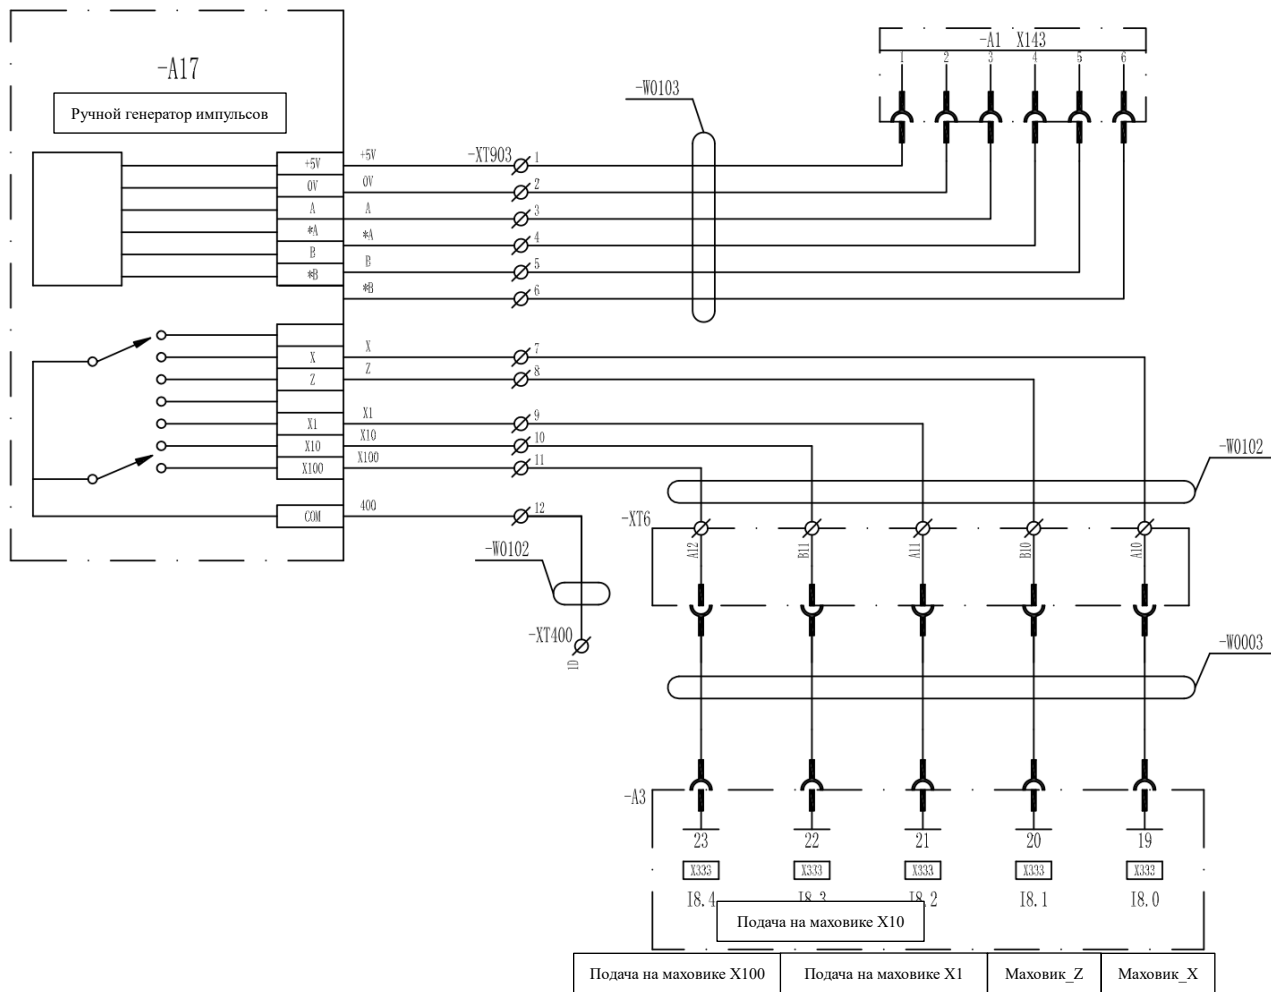 -A17
Ручной генератор импульсов
-A1 X143
1 2 3 4 5 6
-W0103
+5V +5V -XT903 1
0V 0V 2
A A 3
*A *A 4
B B 5
*B *B 6
X X 7
Z Z 8
X1 X1 9
X10 X10 10
X100 X100 11
COM 400 12
-W0102
-W0102
-XT6
A12 B11 A11 B10 A10
-XT400
1D
-W0003
-A3
23 22 21 20 19
X333 X333 X333 X333 X333
I8.4 I8.3 I8.2 I8.1 I8.0
Подача на маховике X10
Подача на маховике X100 Подача на маховике X1 Маховик_Z Маховик_X